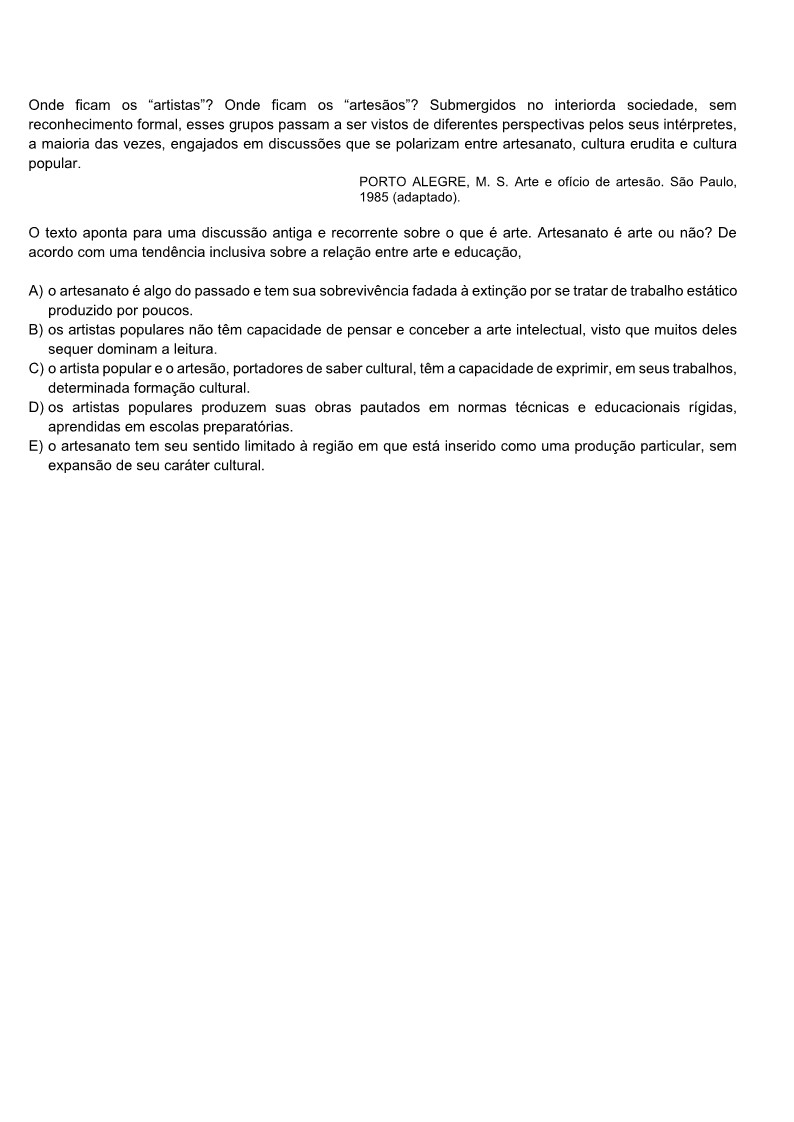 Onde ficam os “artistas”? Onde ficam os “artesãos”? Submergidos no interiorda sociedade, sem
reconhecimento formal, esses grupos passam a ser vistos de diferentes perspectivas pelos seus intérpretes,
a maioria das vezes, engajados em discussões que se polarizam entre artesanato, cultura erudita e cultura
popular.
PORTO ALEGRE, M. S. Arte e ofício de artesão. São Paulo,
1985 (adaptado).
O texto aponta para uma discussão antiga e recorrente sobre o que é arte. Artesanato é arte ou não? De
acordo com uma tendência inclusiva sobre a relação entre arte e educação,
A) o artesanato é algo do passado e tem sua sobrevivência fadada à extinção por se tratar de trabalho estático
produzido por poucos.
B) os artistas populares não têm capacidade de pensar e conceber a arte intelectual, visto que muitos deles
sequer dominam a leitura.
C) o artista popular e o artesão, portadores de saber cultural, têm a capacidade de exprimir, em seus trabalhos,
determinada formação cultural.
D) os artistas populares produzem suas obras pautados em normas técnicas e educacionais rígidas,
aprendidas em escolas preparatórias.
E) o artesanato tem seu sentido limitado à região em que está inserido como uma produção particular, sem
expansão de seu caráter cultural.